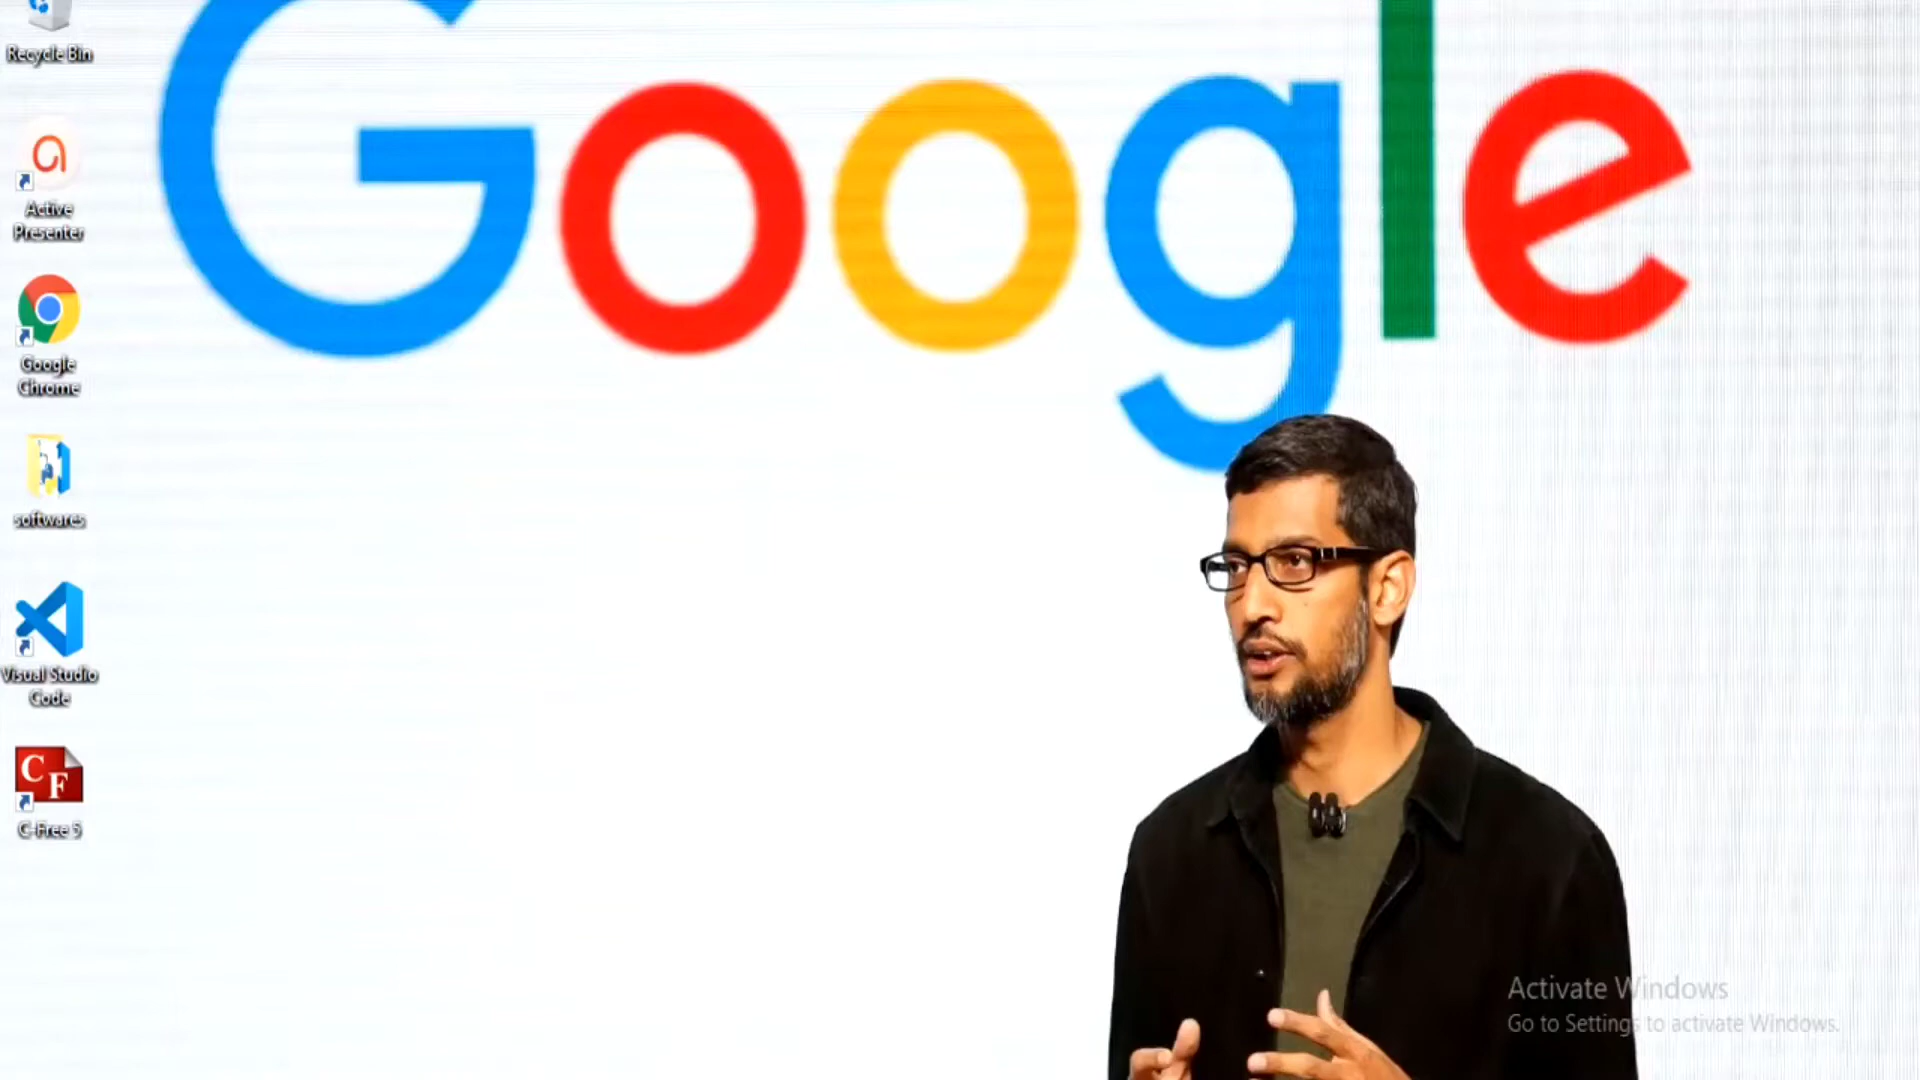 Google
Recycle Bin
Active
Presenter
Google
Chrome
softwares
Visual Studio
Code
CF
C-Free 5
Activate Windows
Go to Settings to activate Windows.